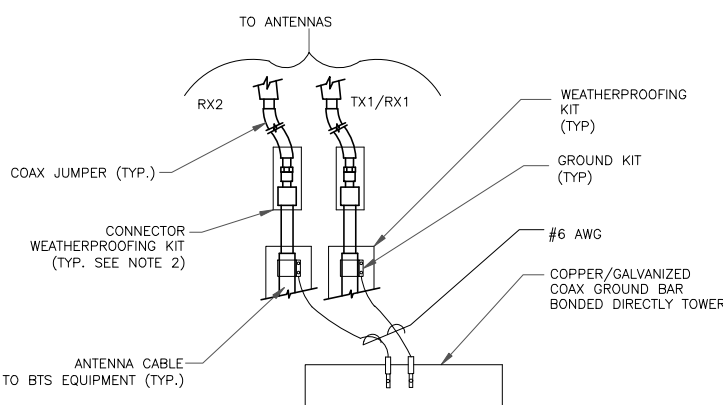 TO ANTENNAS
RX2
TX1/RX1
WEATHERPROOFING
KIT
(TYP)
GROUND KIT
(TYP)
COAX JUMPER (TYP.)
CONNECTOR
WEATHERPROOFING KIT
(TYP. SEE NOTE 2)
#6 AWG
COPPER/GALVANIZED
COAX GROUND BAR
BONDED DIRECTLY TOWER
ANTENNA CABLE
TO BTS EQUIPMENT (TYP.)